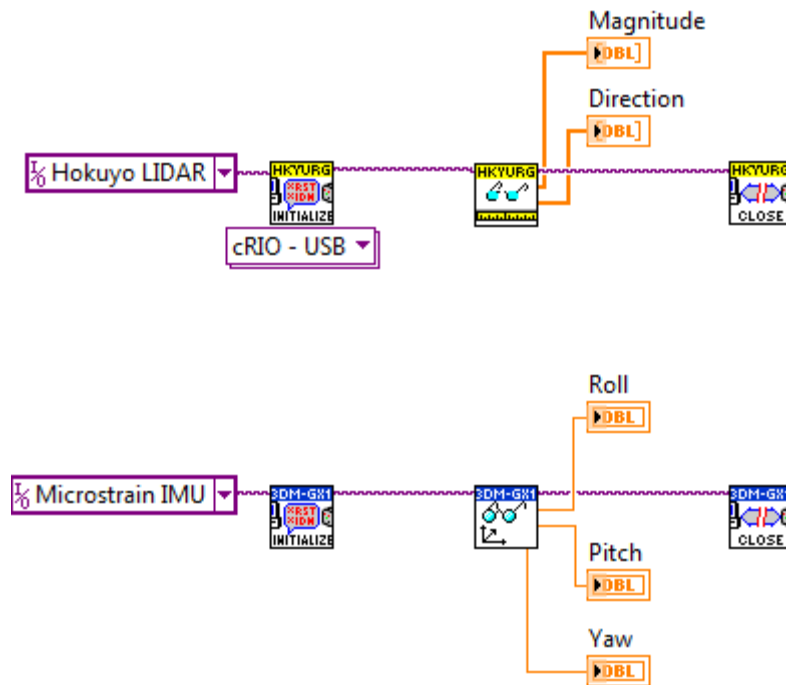 Magnitude
DBL
Direction
DBL
Hokuyo LIDAR
HKYURG
*RST
*IDN
INITIALIZE
HKYURG
HKYURG
CLOSE
cRIO - USB
Roll
DBL
Microstrain IMU
3DM-GX1
*RST
*IDN
INITIALIZE
3DM-GX1
3DM-GX1
CLOSE
Pitch
DBL
Yaw
DBL